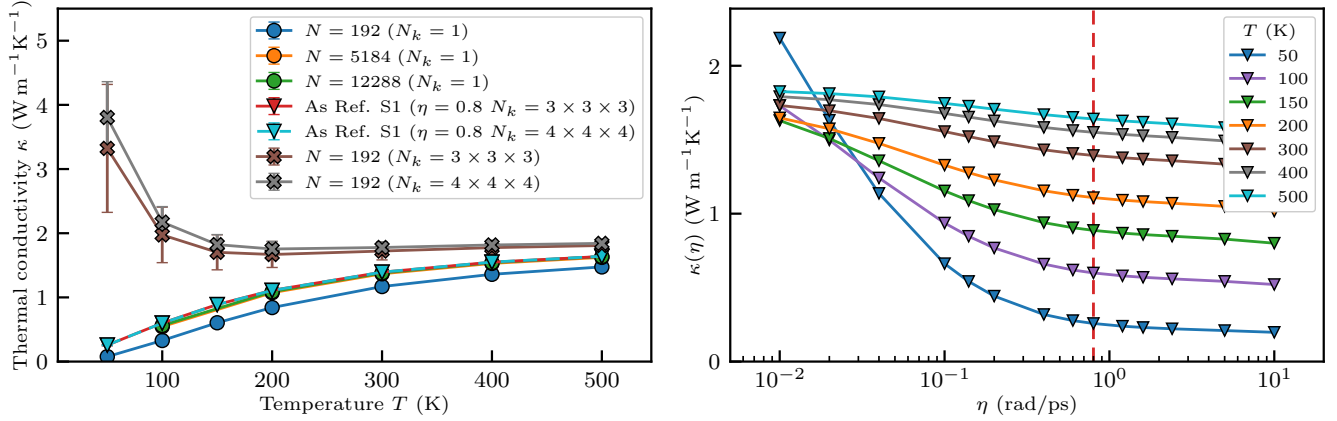 Thermal conductivity κ (W m⁻¹K⁻¹)
5
4
3
2
1
0
N = 192 (N_k = 1)
N = 5184 (N_k = 1)
N = 12288 (N_k = 1)
As Ref. S1 (η = 0.8 N_k = 3 × 3 × 3)
As Ref. S1 (η = 0.8 N_k = 4 × 4 × 4)
N = 192 (N_k = 3 × 3 × 3)
N = 192 (N_k = 4 × 4 × 4)
100 200 300 400 500
Temperature T (K)
κ(η) (W m⁻¹K⁻¹)
2
1
0
T (K)
50
100
150
200
300
400
500
10⁻² 10⁻¹ 10⁰ 10¹
η (rad/ps)